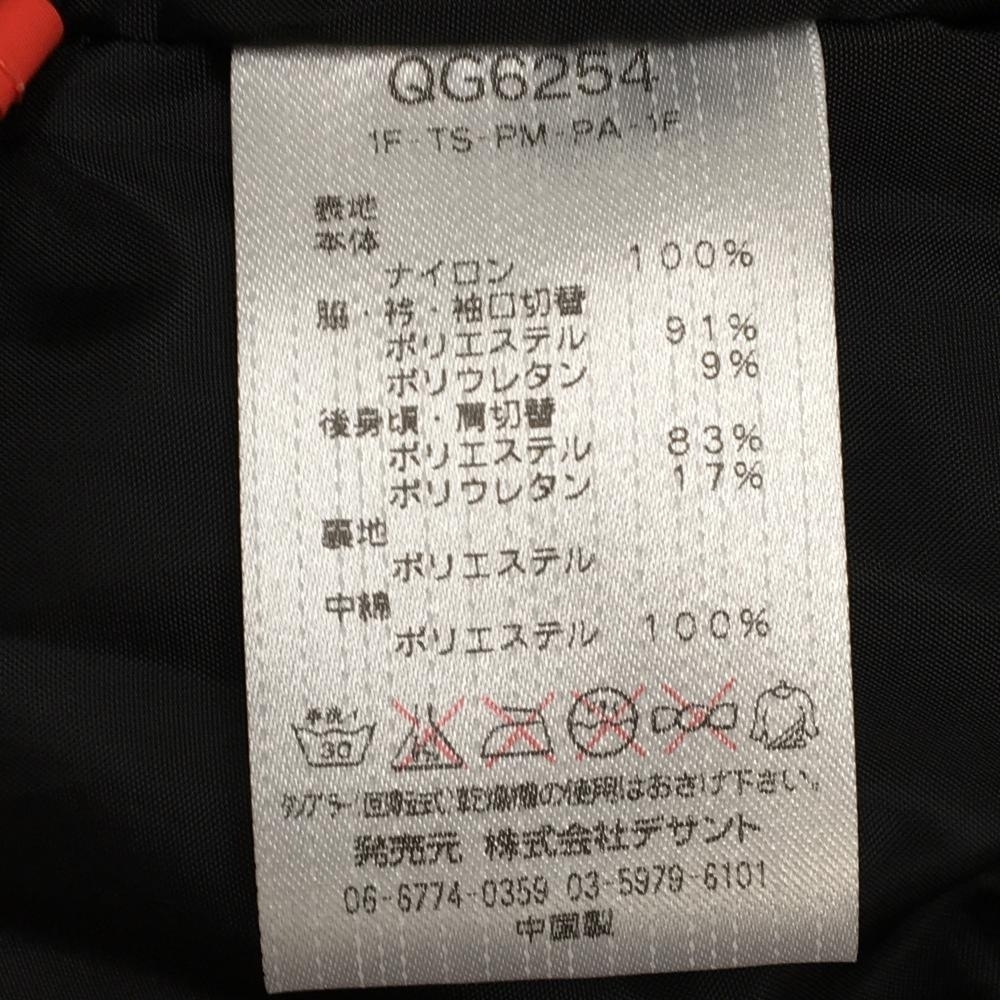 QG6254
1F-TS-PM-PA-1F
表地
本体
ナイロン 100%
脇・衿・袖口切替
ポリエステル 91%
ポリウレタン 9%
後身頃・肩切替
ポリエステル 83%
ポリウレタン 17%
裏地
ポリエステル
中綿
ポリエステル 100%
手洗イ
30
タンブラー(回転式)乾燥機の使用はおさけ下さい。
発売元 株式会社デサント
06-6774-0359 03-5979-6101
中国製